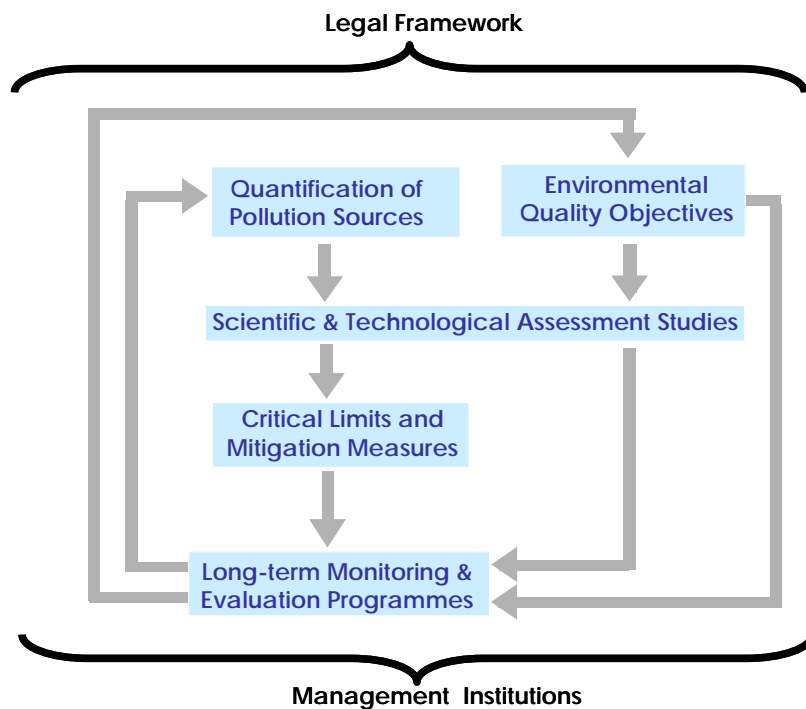 Legal Framework
Quantification of
Pollution Sources
Environmental
Quality Objectives
Scientific & Technological Assessment Studies
Critical Limits and
Mitigation Measures
Long-term Monitoring &
Evaluation Programmes
Management Institutions